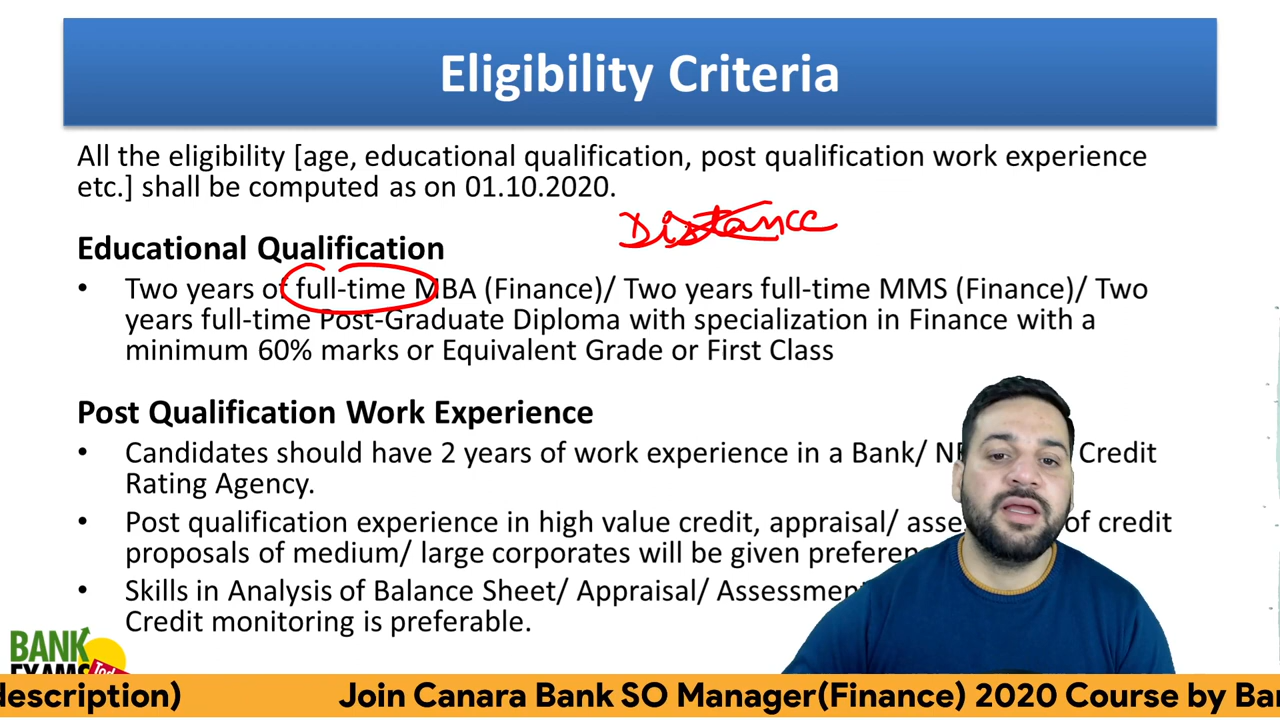 Eligibility Criteria
All the eligibility [age, educational qualification, post qualification work experience
etc.] shall be computed as on 01.10.2020.
Distance
Educational Qualification
• Two years of full-time MBA (Finance)/ Two years full-time MMS (Finance)/ Two
years full-time Post-Graduate Diploma with specialization in Finance with a
minimum 60% marks or Equivalent Grade or First Class
Post Qualification Work Experience
• Candidates should have 2 years of work experience in a Bank/ Credit
Rating Agency.
• Post qualification experience in high value credit, appraisal/ of credit
proposals of medium/ large corporates will be given
• Skills in Analysis of Balance Sheet/ Appraisal/ Assessment
Credit monitoring is preferable.
BANK
EXAMS Today
description)
Join Canara Bank SO Manager(Finance) 2020 Course by